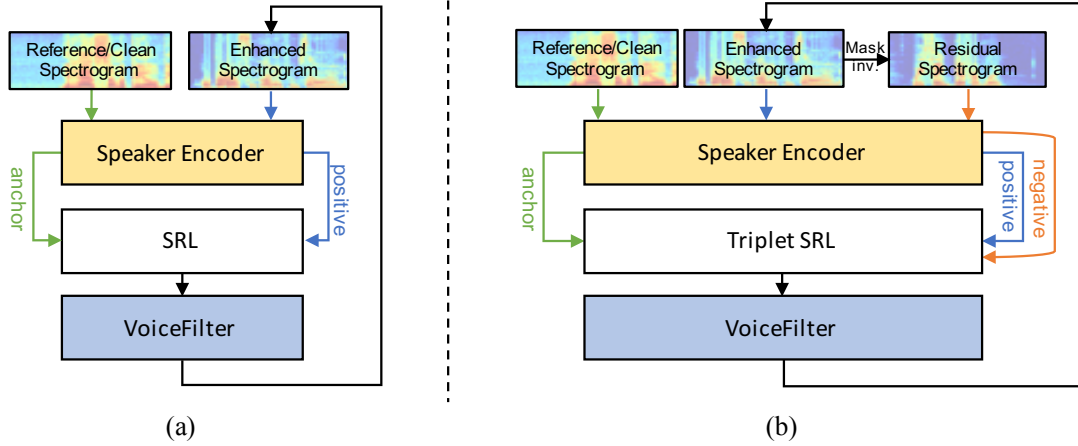 Reference/Clean
Spectrogram
Enhanced
Spectrogram
Speaker Encoder
anchor
positive
SRL
VoiceFilter
(a)
Reference/Clean
Spectrogram
Enhanced
Spectrogram
Mask
inv.
Residual
Spectrogram
Speaker Encoder
anchor
positive
negative
Triplet SRL
VoiceFilter
(b)